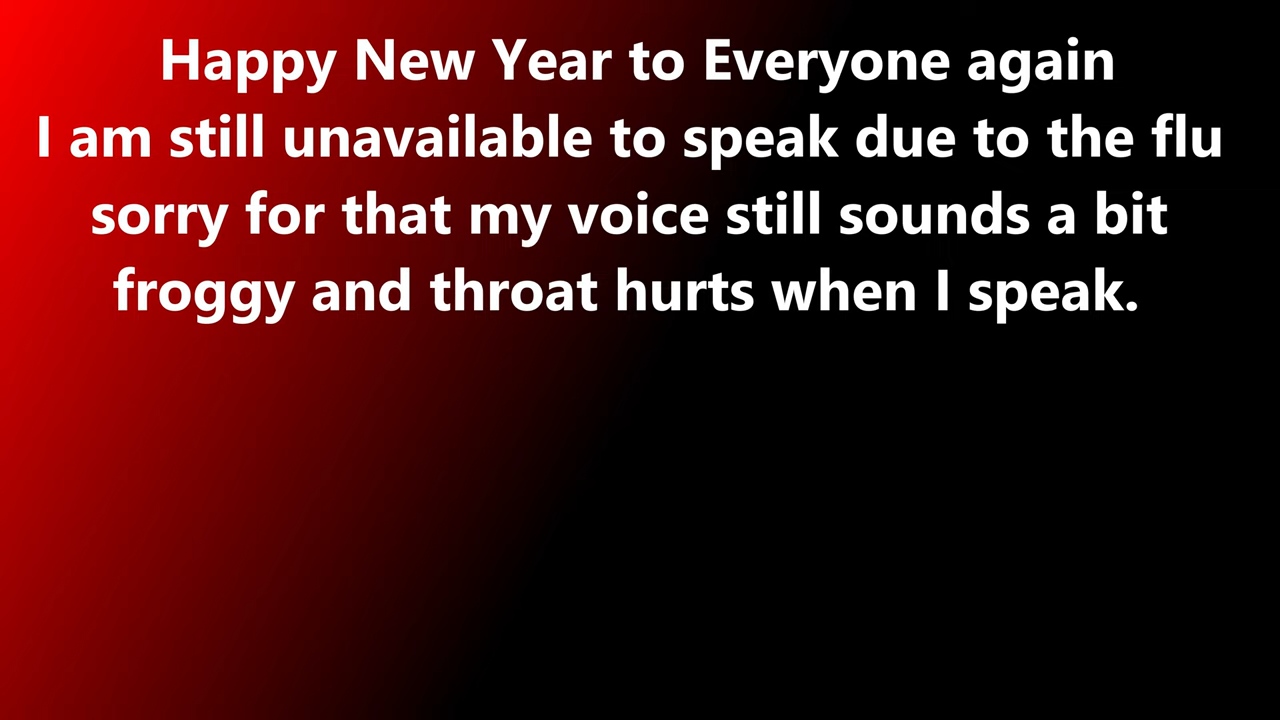 Happy New Year to Everyone again
I am still unavailable to speak due to the flu
sorry for that my voice still sounds a bit
froggy and throat hurts when I speak.